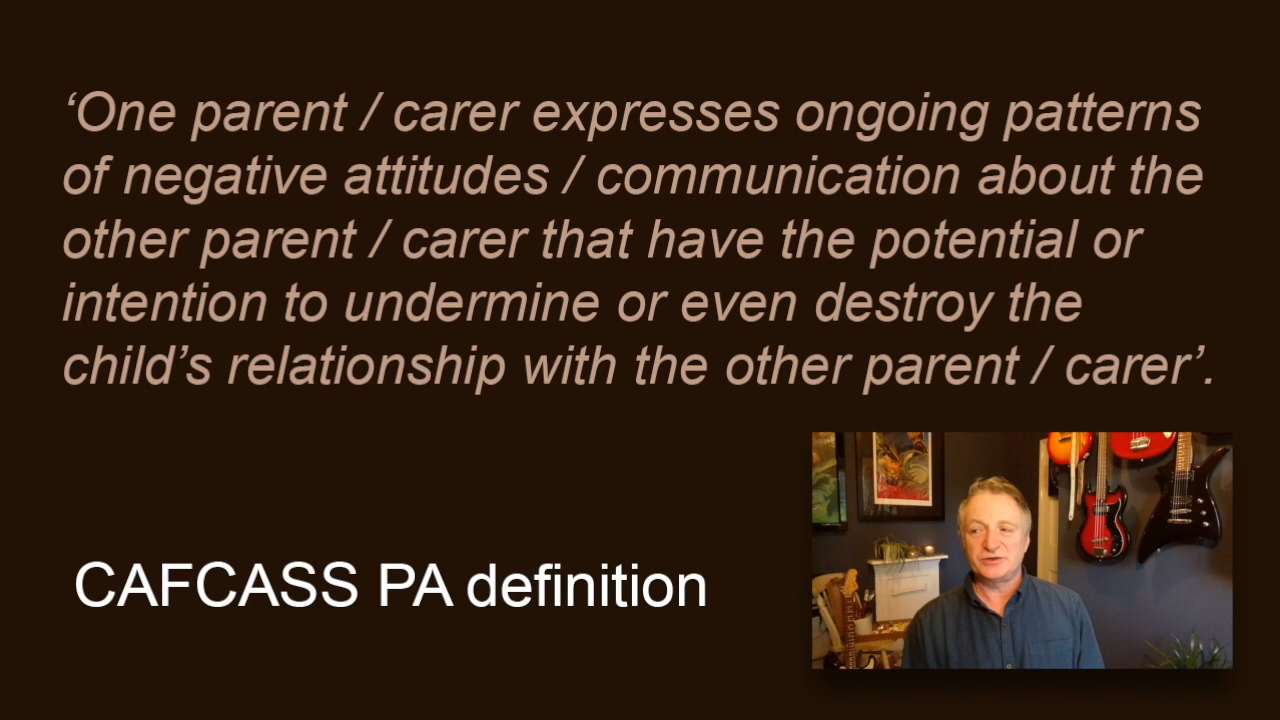 ‘One parent / carer expresses ongoing patterns
of negative attitudes / communication about the
other parent / carer that have the potential or
intention to undermine or even destroy the
child’s relationship with the other parent / carer’.
CAFCASS PA definition